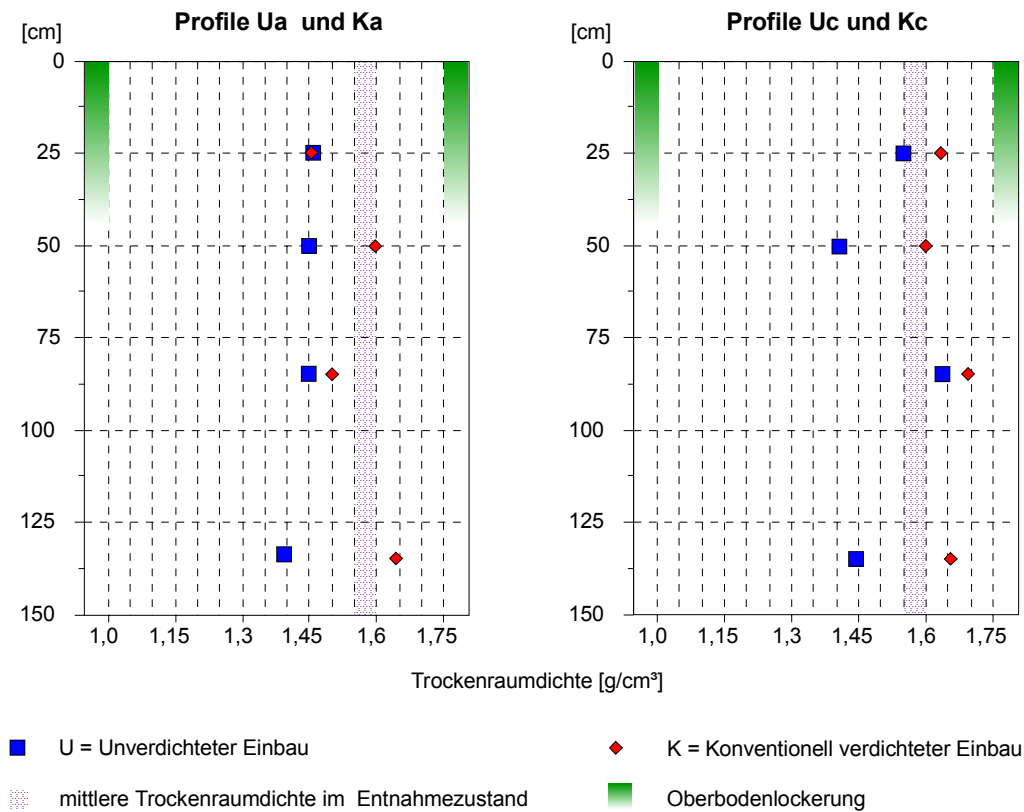 Profile Ua und Ka
[cm]
0
25
50
75
100
125
150
1,0 1,15 1,3 1,45 1,6 1,75
Profile Uc und Kc
[cm]
0
25
50
75
100
125
150
1,0 1,15 1,3 1,45 1,6 1,75
Trockenraumdichte [g/cm³]
U = Unverdichteter Einbau
K = Konventionell verdichteter Einbau
mittlere Trockenraumdichte im Entnahmezustand
Oberbodenlockerung